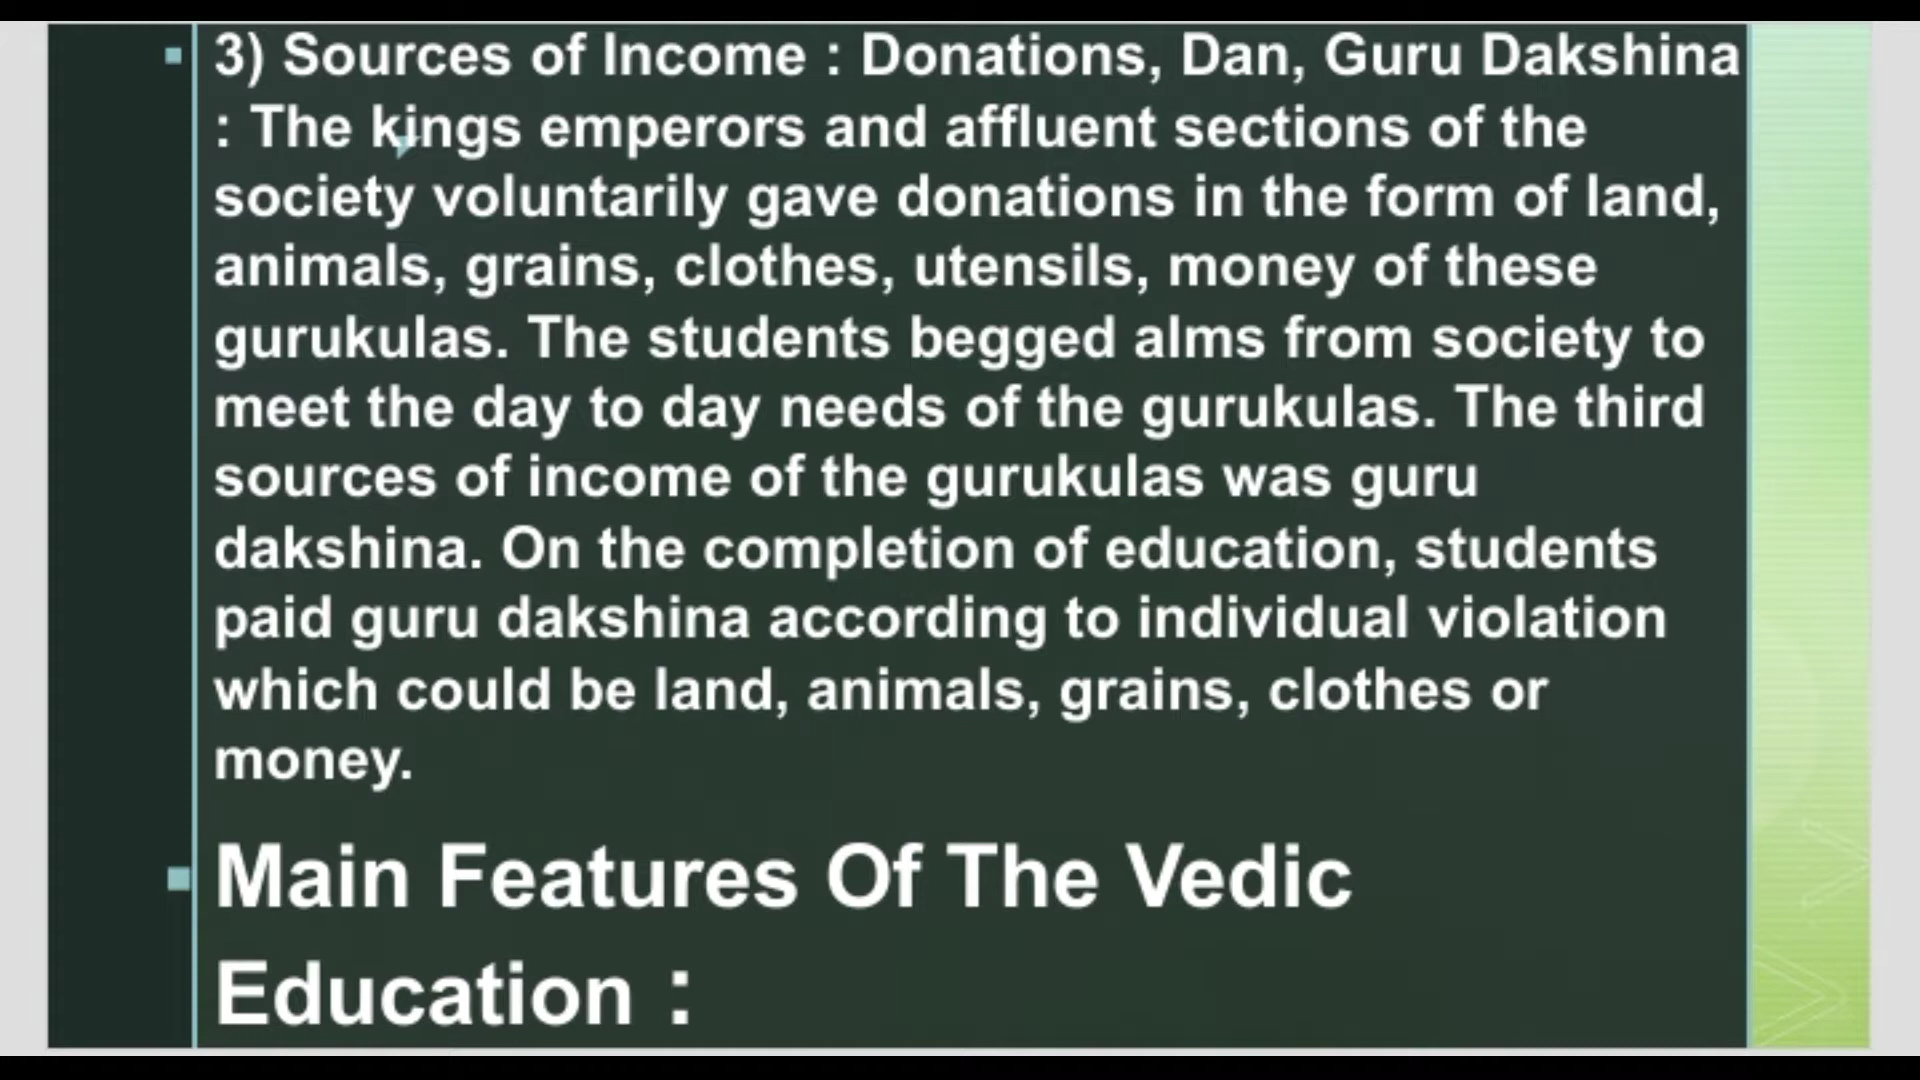 3) Sources of Income : Donations, Dan, Guru Dakshina
: The kings emperors and affluent sections of the
society voluntarily gave donations in the form of land,
animals, grains, clothes, utensils, money of these
gurukulas. The students begged alms from society to
meet the day to day needs of the gurukulas. The third
sources of income of the gurukulas was guru
dakshina. On the completion of education, students
paid guru dakshina according to individual violation
which could be land, animals, grains, clothes or
money.
Main Features Of The Vedic
Education :